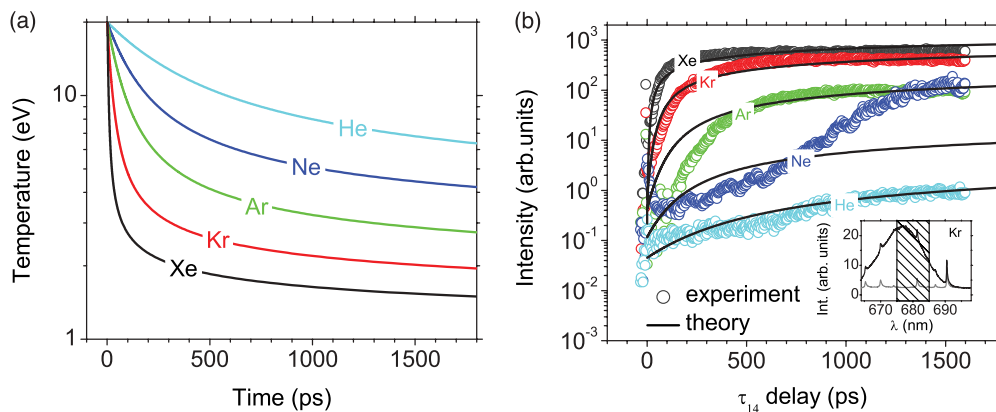 (a)
Temperature (eV)
10
1
He
Ne
Ar
Kr
Xe
0 500 1000 1500
Time (ps)
(b)
Intensity (arb.units)
10³
10²
10¹
10⁰
10⁻¹
10⁻²
10⁻³
Xe
Kr
Ar
Ne
He
experiment
theory
Int. (arb. units)
20
10
0
Kr
670 680 690
λ (nm)
0 500 1000 1500
τ₁₄ delay (ps)